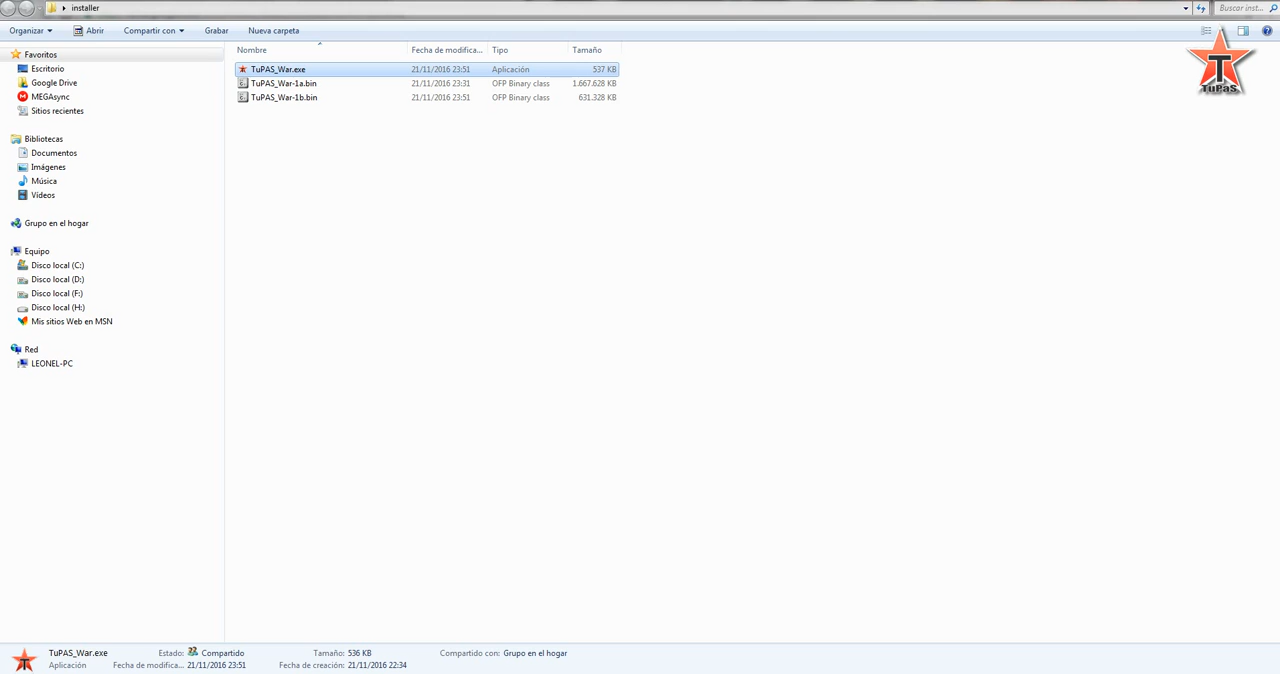 installer
Buscar inst...
Organizar
Abrir
Compartir con
Grabar
Nueva carpeta
Favoritos
Escritorio
Google Drive
MEGAsync
Sitios recientes
Bibliotecas
Documentos
Imágenes
Música
Vídeos
Grupo en el hogar
Equipo
Disco local (C:)
Disco local (D:)
Disco local (F:)
Disco local (H:)
Mis sitios Web en MSN
Red
LEONEL-PC
Nombre Fecha de modifica... Tipo Tamaño
TuPAS_War.exe 21/11/2016 23:51 Aplicación 537 KB
TuPAS_War-1a.bin 21/11/2016 23:31 OFP Binary class 1.667.628 KB
TuPAS_War-1b.bin 21/11/2016 23:51 OFP Binary class 631.328 KB
T
TuPaS
TuPAS_War.exe Estado: Compartido Tamaño: 536 KB Compartido con: Grupo en el hogar
Aplicación Fecha de modifica... 21/11/2016 23:51 Fecha de creación: 21/11/2016 22:34